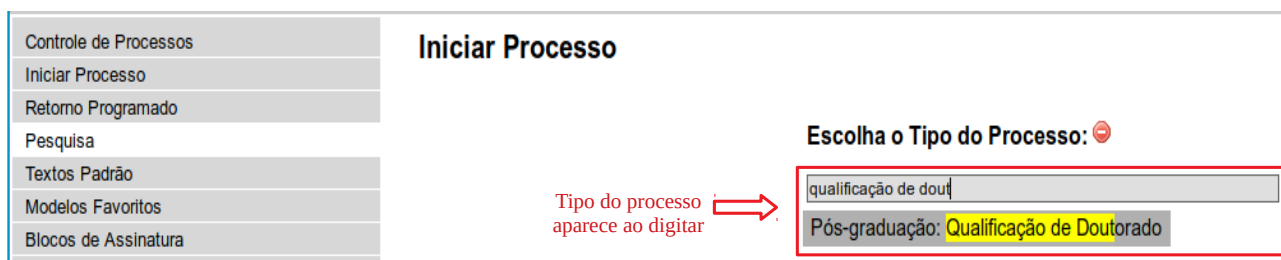 Controle de Processos
Iniciar Processo
Retorno Programado
Pesquisa
Textos Padrão
Modelos Favoritos
Blocos de Assinatura
Iniciar Processo
Escolha o Tipo do Processo:
qualificação de dout
Pós-graduação: Qualificação de Doutorado
Tipo do processo
aparece ao digitar